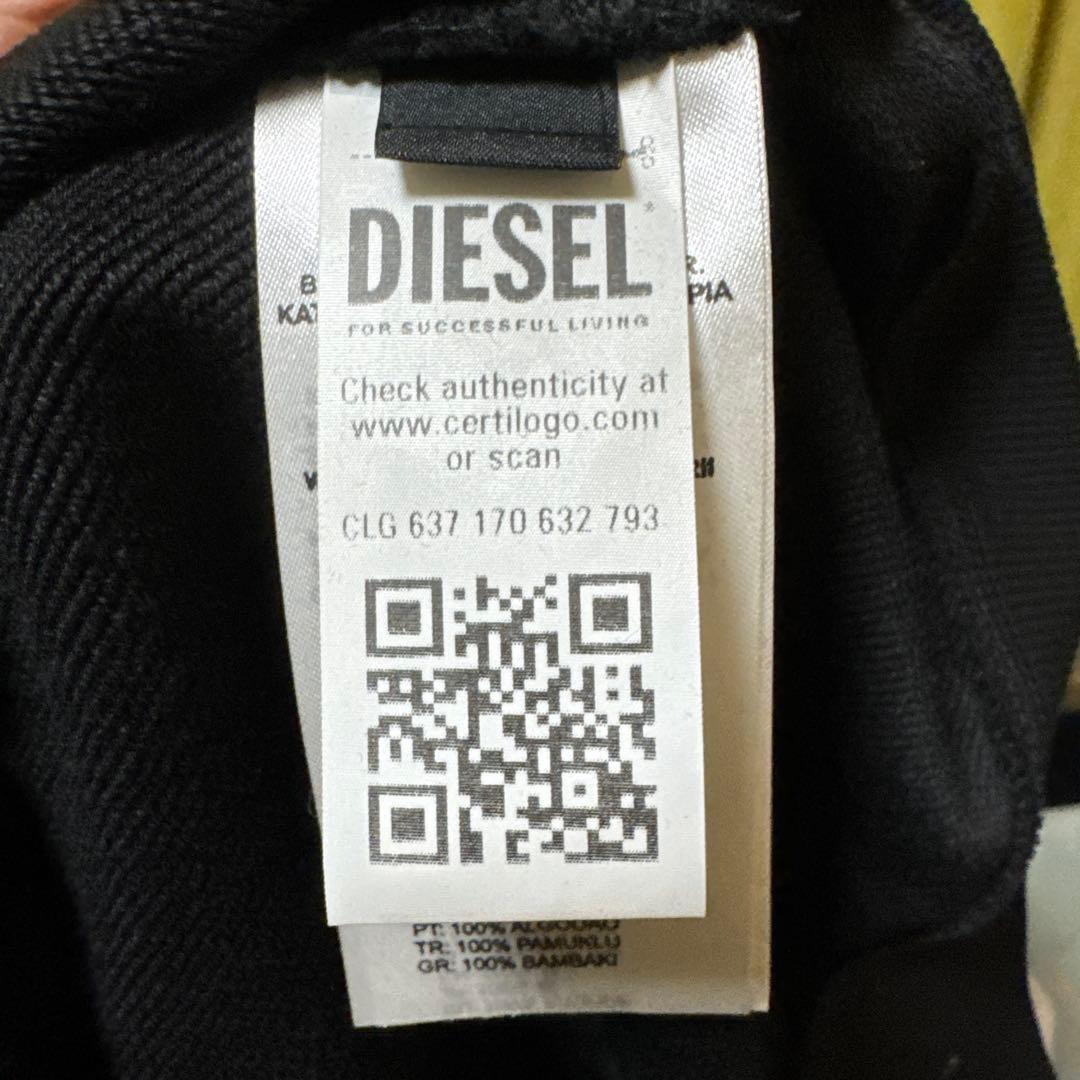 DIESEL
FOR SUCCESSFUL LIVING
Check authenticity at
www.certilogo.com
or scan
CLG 637 170 632 793
PT: 100% ALGODAO
TR: 100% PAMUKLU
GR: 100% BAMBAKI